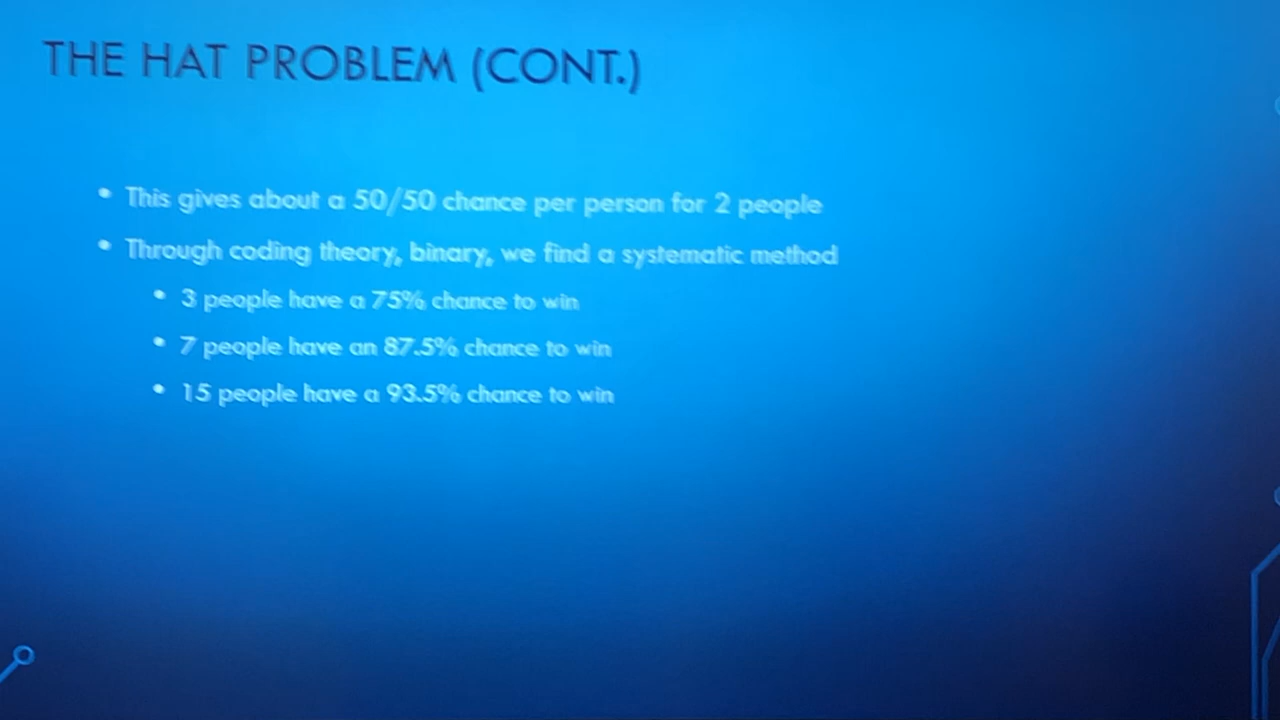 THE HAT PROBLEM (CONT.)
• This gives about a 50/50 chance per person for 2 people
• Through coding theory, binary, we find a systematic method
• 3 people have a 75% chance to win
• 7 people have an 87.5% chance to win
• 15 people have a 93.5% chance to win